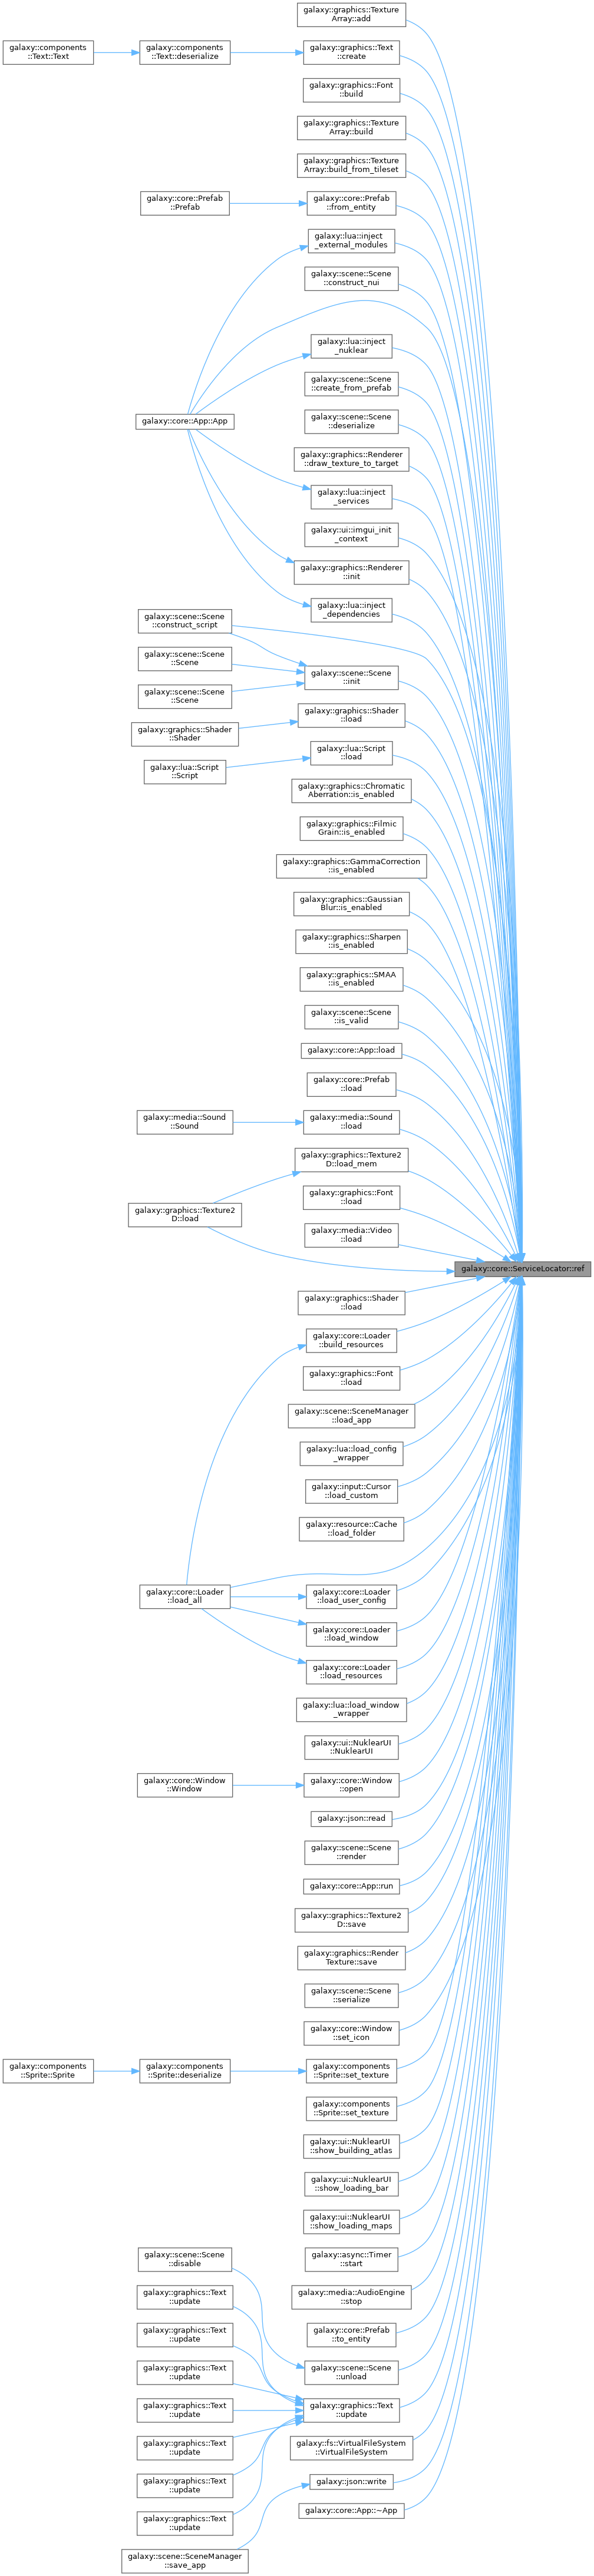 galaxy::graphics::Texture
Array::add
galaxy::components
::Text::Text
galaxy::components
::Text::deserialize
galaxy::graphics::Text
::create
galaxy::graphics::Font
::build
galaxy::graphics::Texture
Array::build
galaxy::graphics::Texture
Array::build_from_tileset
galaxy::core::Prefab
::Prefab
galaxy::core::Prefab
::from_entity
galaxy::lua::inject
_external_modules
galaxy::scene::Scene
::construct_nui
galaxy::lua::inject
_nuklear
galaxy::scene::Scene
::create_from_prefab
galaxy::core::App::App
galaxy::scene::Scene
::deserialize
galaxy::graphics::Renderer
::draw_texture_to_target
galaxy::lua::inject
_services
galaxy::ui::imgui_init
_context
galaxy::graphics::Renderer
::init
galaxy::lua::inject
_dependencies
galaxy::scene::Scene
::construct_script
galaxy::scene::Scene
::Scene
galaxy::scene::Scene
::init
galaxy::scene::Scene
::Scene
galaxy::graphics::Shader
::load
galaxy::graphics::Shader
::Shader
galaxy::lua::Script
::load
galaxy::lua::Script
::Script
galaxy::graphics::Chromatic
Aberration::is_enabled
galaxy::graphics::Filmic
Grain::is_enabled
galaxy::graphics::GammaCorrection
::is_enabled
galaxy::graphics::Gaussian
Blur::is_enabled
galaxy::graphics::Sharpen
::is_enabled
galaxy::graphics::SMAA
::is_enabled
galaxy::scene::Scene
::is_valid
galaxy::core::App::load
galaxy::core::Prefab
::load
galaxy::media::Sound
::Sound
galaxy::media::Sound
::load
galaxy::graphics::Texture2
D::load_mem
galaxy::graphics::Font
::load
galaxy::graphics::Texture2
D::load
galaxy::media::Video
::load
galaxy::core::ServiceLocator::ref
galaxy::graphics::Shader
::load
galaxy::core::Loader
::build_resources
galaxy::graphics::Font
::load
galaxy::scene::SceneManager
::load_app
galaxy::lua::load_config
_wrapper
galaxy::input::Cursor
::load_custom
galaxy::resource::Cache
::load_folder
galaxy::core::Loader
::load_all
galaxy::core::Loader
::load_user_config
galaxy::core::Loader
::load_window
galaxy::core::Loader
::load_resources
galaxy::lua::load_window
_wrapper
galaxy::ui::NuklearUI
::NuklearUI
galaxy::core::Window
::Window
galaxy::core::Window
::open
galaxy::json::read
galaxy::scene::Scene
::render
galaxy::core::App::run
galaxy::graphics::Texture2
D::save
galaxy::graphics::Render
Texture::save
galaxy::scene::Scene
::serialize
galaxy::core::Window
::set_icon
galaxy::components
::Sprite::Sprite
galaxy::components
::Sprite::deserialize
galaxy::components
::Sprite::set_texture
galaxy::components
::Sprite::set_texture
galaxy::ui::NuklearUI
::show_building_atlas
galaxy::ui::NuklearUI
::show_loading_bar
galaxy::ui::NuklearUI
::show_loading_maps
galaxy::scene::Scene
::disable
galaxy::async::Timer
::start
galaxy::graphics::Text
::update
galaxy::media::AudioEngine
::stop
galaxy::graphics::Text
::update
galaxy::core::Prefab
::to_entity
galaxy::graphics::Text
::update
galaxy::scene::Scene
::unload
galaxy::graphics::Text
::update
galaxy::graphics::Text
::update
galaxy::graphics::Text
::update
galaxy::fs::VirtualFileSystem
::VirtualFileSystem
galaxy::graphics::Text
::update
galaxy::json::write
galaxy::graphics::Text
::update
galaxy::core::App::~App
galaxy::scene::SceneManager
::save_app